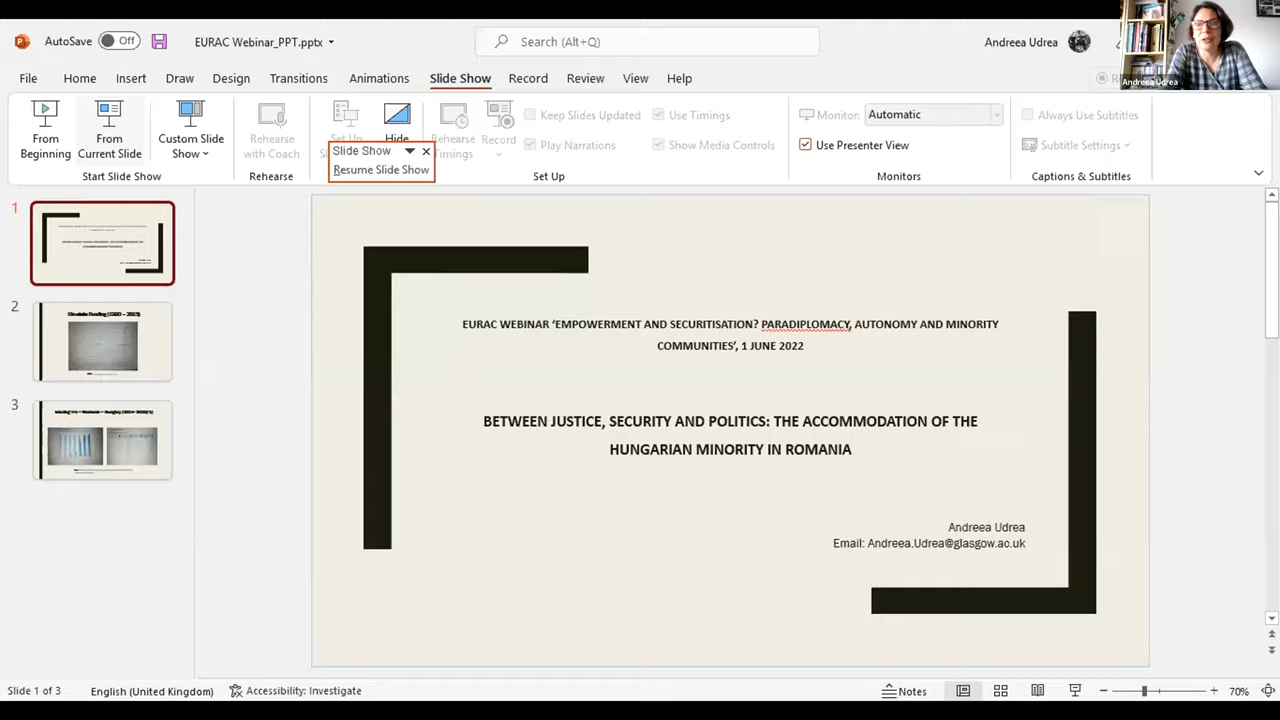 AutoSave
Off
EURAC Webinar_PPT.pptx
Search (Alt+Q)
Andreea Udrea
Andreea Udrea
File
Home
Insert
Draw
Design
Transitions
Animations
Slide Show
Record
Review
View
Help
From
Beginning
From
Current Slide
Custom Slide
Show
Start Slide Show
Rehearse
with Coach
Rehearse
Set Up
Hide
Slide Show
Resume Slide Show
Rehearse
Timings
Record
Keep Slides Updated
Use Timings
Play Narrations
Show Media Controls
Set Up
Monitor:
Automatic
Use Presenter View
Monitors
Always Use Subtitles
Subtitle Settings
Captions & Subtitles
1
2
3
EURAC WEBINAR ‘EMPOWERMENT AND SECURITISATION? PARADIPLOMACY, AUTONOMY AND MINORITY
COMMUNITIES’, 1 JUNE 2022
BETWEEN JUSTICE, SECURITY AND POLITICS: THE ACCOMMODATION OF THE
HUNGARIAN MINORITY IN ROMANIA
Andreea Udrea
Email: Andreea.Udrea@glasgow.ac.uk
Slide 1 of 3
English (United Kingdom)
Accessibility: Investigate
Notes
70%